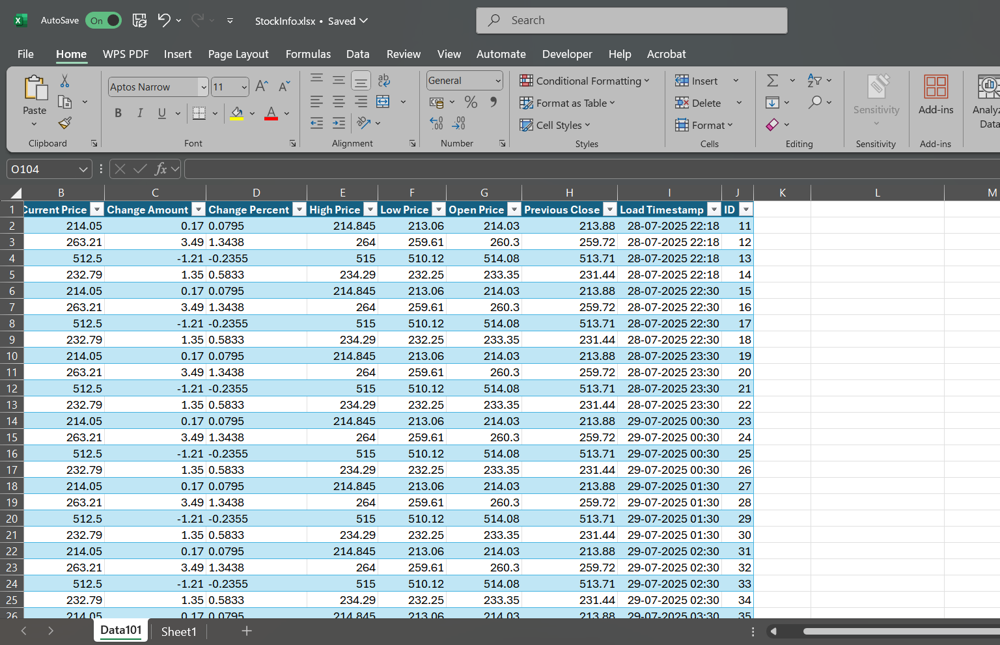 AutoSave On StockInfo.xlsx • Saved Search
File Home WPS PDF Insert Page Layout Formulas Data Review View Automate Developer Help Acrobat
Paste Aptos Narrow 11 General Conditional Formatting Insert Sensitivity Add-ins Analyz
Format as Table Delete Data
Cell Styles Format
Clipboard Font Alignment Number Styles Cells Editing Sensitivity Add-ins
O104 fx
B C D E F G H I J K L M
1 Current Price Change Amount Change Percent High Price Low Price Open Price Previous Close Load Timestamp ID
2 214.05 0.17 0.0795 214.845 213.06 214.03 213.88 28-07-2025 22:18 11
3 263.21 3.49 1.3438 264 259.61 260.3 259.72 28-07-2025 22:18 12
4 512.5 -1.21 -0.2355 515 510.12 514.08 513.71 28-07-2025 22:18 13
5 232.79 1.35 0.5833 234.29 232.25 233.35 231.44 28-07-2025 22:18 14
6 214.05 0.17 0.0795 214.845 213.06 214.03 213.88 28-07-2025 22:30 15
7 263.21 3.49 1.3438 264 259.61 260.3 259.72 28-07-2025 22:30 16
8 512.5 -1.21 -0.2355 515 510.12 514.08 513.71 28-07-2025 22:30 17
9 232.79 1.35 0.5833 234.29 232.25 233.35 231.44 28-07-2025 22:30 18
10 214.05 0.17 0.0795 214.845 213.06 214.03 213.88 28-07-2025 23:30 19
11 263.21 3.49 1.3438 264 259.61 260.3 259.72 28-07-2025 23:30 20
12 512.5 -1.21 -0.2355 515 510.12 514.08 513.71 28-07-2025 23:30 21
13 232.79 1.35 0.5833 234.29 232.25 233.35 231.44 28-07-2025 23:30 22
14 214.05 0.17 0.0795 214.845 213.06 214.03 213.88 29-07-2025 00:30 23
15 263.21 3.49 1.3438 264 259.61 260.3 259.72 29-07-2025 00:30 24
16 512.5 -1.21 -0.2355 515 510.12 514.08 513.71 29-07-2025 00:30 25
17 232.79 1.35 0.5833 234.29 232.25 233.35 231.44 29-07-2025 00:30 26
18 214.05 0.17 0.0795 214.845 213.06 214.03 213.88 29-07-2025 01:30 27
19 263.21 3.49 1.3438 264 259.61 260.3 259.72 29-07-2025 01:30 28
20 512.5 -1.21 -0.2355 515 510.12 514.08 513.71 29-07-2025 01:30 29
21 232.79 1.35 0.5833 234.29 232.25 233.35 231.44 29-07-2025 01:30 30
22 214.05 0.17 0.0795 214.845 213.06 214.03 213.88 29-07-2025 02:30 31
23 263.21 3.49 1.3438 264 259.61 260.3 259.72 29-07-2025 02:30 32
24 512.5 -1.21 -0.2355 515 510.12 514.08 513.71 29-07-2025 02:30 33
25 232.79 1.35 0.5833 234.29 232.25 233.35 231.44 29-07-2025 02:30 34
26 214.05 0.17 0.0795 214.845 213.06 214.03 213.88 29-07-2025 03:30 35
Data101 Sheet1